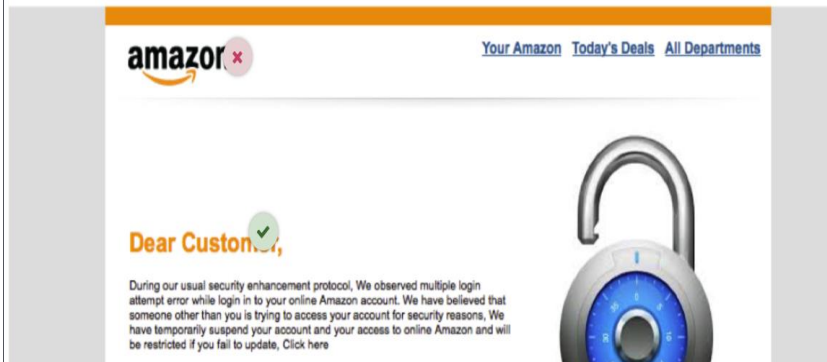 amazon
Your Amazon Today's Deals All Departments
Dear Customer,
During our usual security enhancement protocol, We observed multiple login
attempt error while login in to your online Amazon account. We have believed that
someone other than you is trying to access your account for security reasons, We
have temporarily suspend your account and your access to online Amazon and will
be restricted if you fail to update, Click here